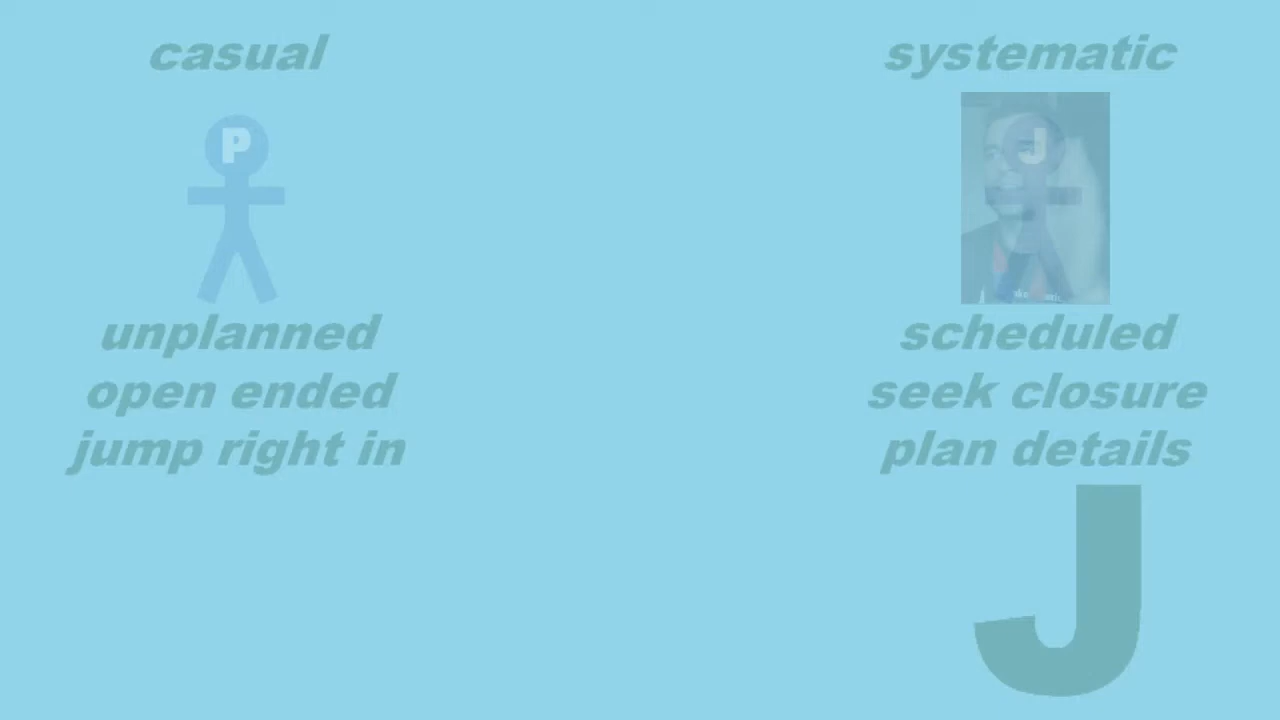 casual
P
unplanned
open ended
jump right in
systematic
J
scheduled
seek closure
plan details
J